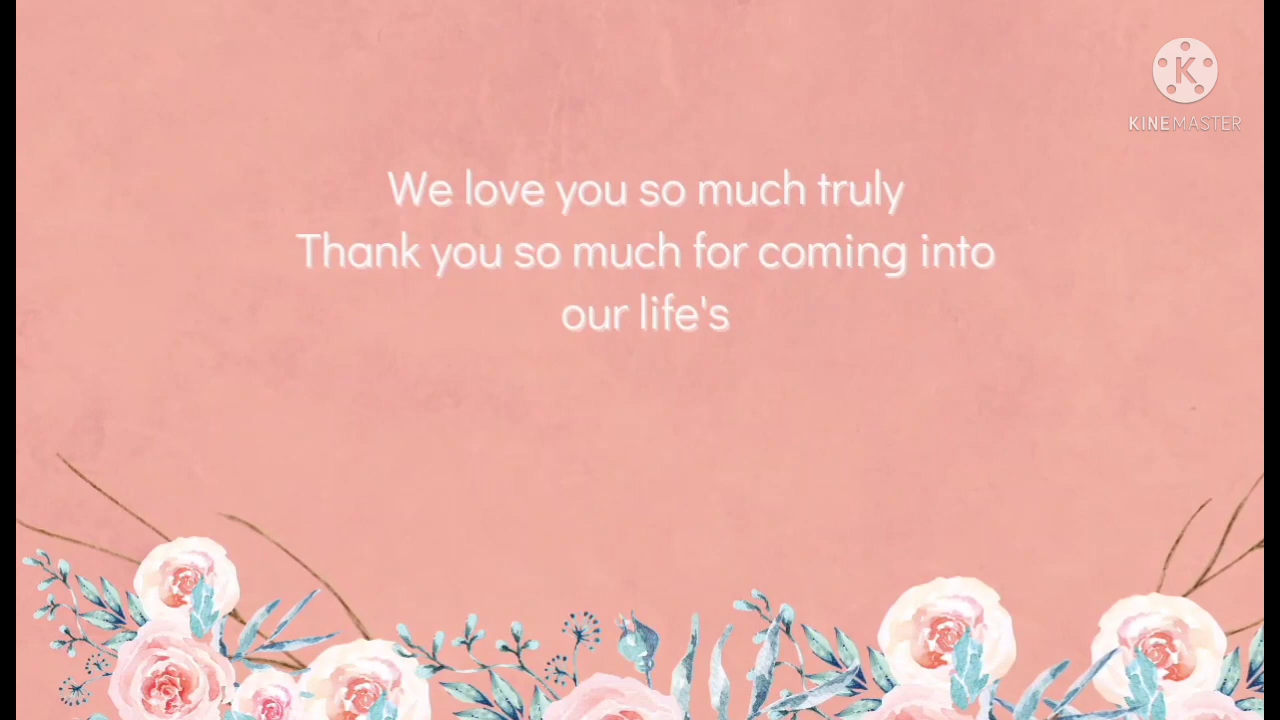 K
KINEMASTER
We love you so much truly
Thank you so much for coming into
our life's